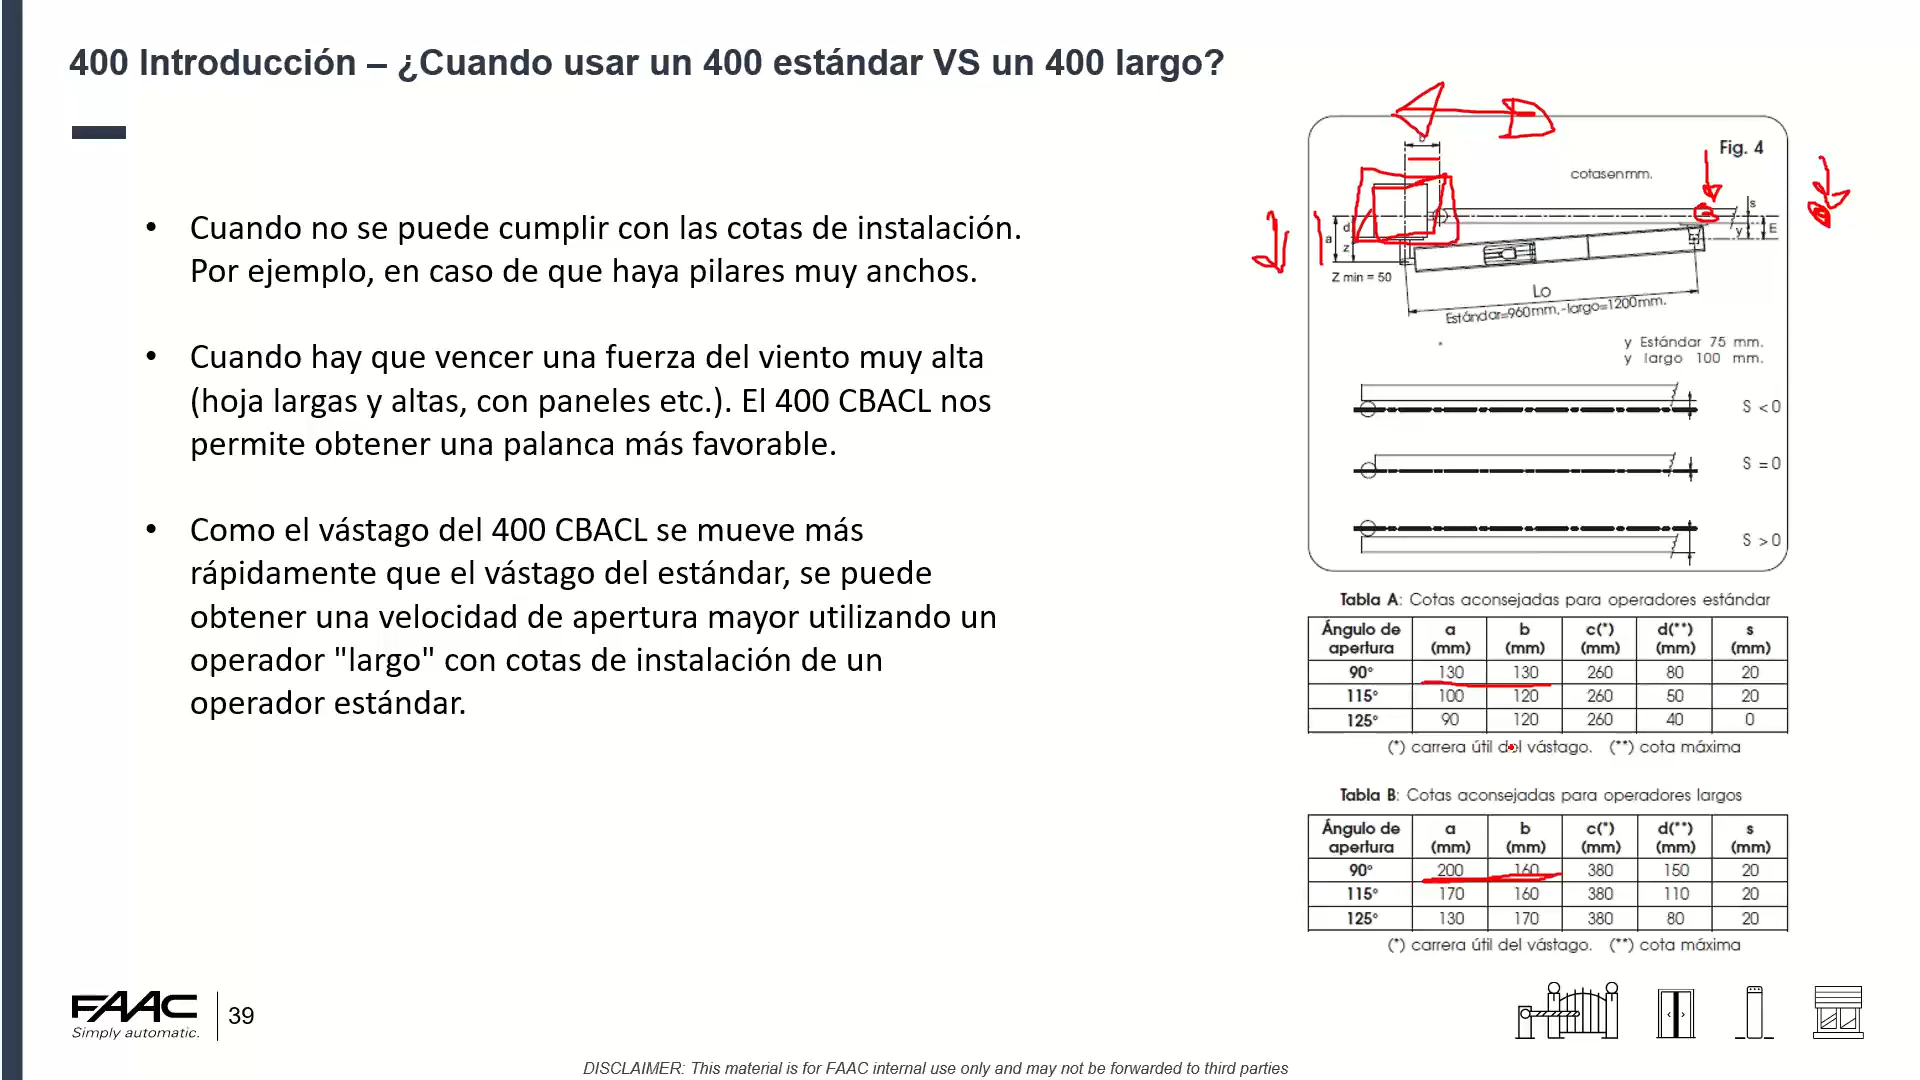 400 Introducción – ¿Cuando usar un 400 estándar VS un 400 largo?
• Cuando no se puede cumplir con las cotas de instalación.
Por ejemplo, en caso de que haya pilares muy anchos.
• Cuando hay que vencer una fuerza del viento muy alta
(hoja largas y altas, con paneles etc.). El 400 CBACL nos
permite obtener una palanca más favorable.
• Como el vástago del 400 CBACL se mueve más
rápidamente que el vástago del estándar, se puede
obtener una velocidad de apertura mayor utilizando un
operador "largo" con cotas de instalación de un
operador estándar.
Fig. 4
cotasenmm.
b
s
d
a
z
y
E
Z min = 50
Lo
Estándar=960mm.-largo=1200mm.
y Estándar 75 mm.
y largo 100 mm.
S < 0
S = 0
S > 0
Tabla A: Cotas aconsejadas para operadores estándar
Ángulo de apertura a (mm) b (mm) c(*) (mm) d(**) (mm) s (mm)
90° 130 130 260 80 20
115° 100 120 260 50 20
125° 90 120 260 40 0
(*) carrera útil del vástago. (**) cota máxima
Tabla B: Cotas aconsejadas para operadores largos
Ángulo de apertura a (mm) b (mm) c(*) (mm) d(**) (mm) s (mm)
90° 200 160 380 150 20
115° 170 160 380 110 20
125° 130 170 380 80 20
(*) carrera útil del vástago. (**) cota máxima
FAAC
Simply automatic.
39
DISCLAIMER: This material is for FAAC internal use only and may not be forwarded to third parties